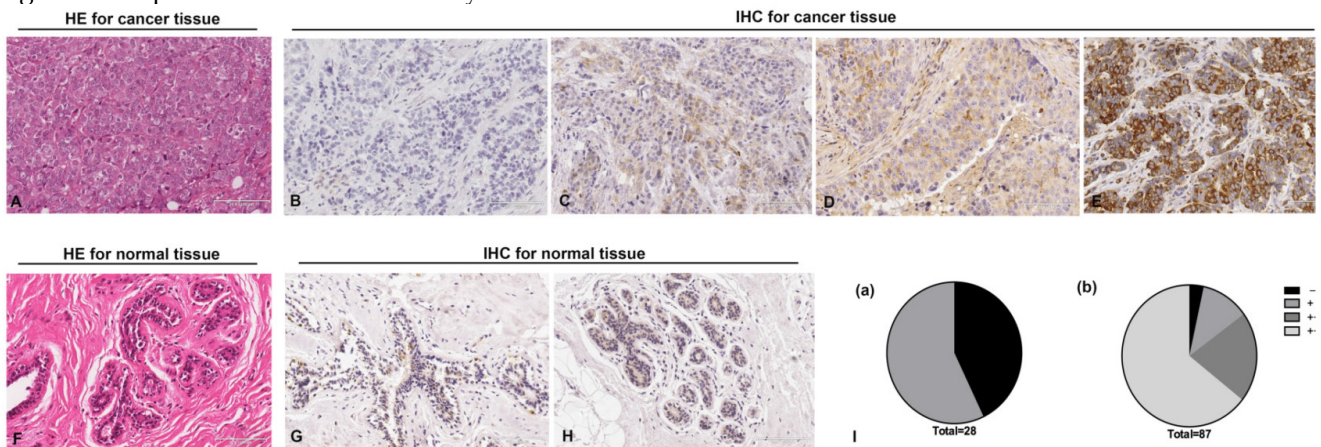 HE for cancer tissue
IHC for cancer tissue
A
B
C
D
E
HE for normal tissue
IHC for normal tissue
F
G
H
I
(a)
Total=28
(b)
Total=87
-
+
+
+